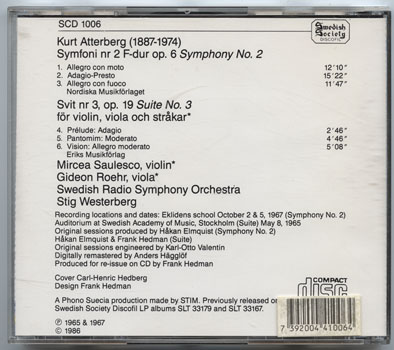 SCD 1006
Swedish
Society
DISCOFIL
Kurt Atterberg (1887-1974)
Symfoni nr 2 F-dur op. 6 Symphony No. 2
1. Allegro con moto 12'10"
2. Adagio-Presto 15'22"
3. Allegro con fuoco 11'47"
Nordiska Musikförlaget
Svit nr 3, op. 19 Suite No. 3
för violin, viola och stråkar*
4. Prélude: Adagio 2'46"
5. Pantomim: Moderato 4'46"
6. Vision: Allegro moderato 5'08"
Eriks Musikförlag
Mircea Saulesco, violin*
Gideon Roehr, viola*
Swedish Radio Symphony Orchestra
Stig Westerberg
Recording locations and dates: Eklidens school October 2 & 5, 1967 (Symphony No. 2)
Auditorium at Swedish Academy of Music, Stockholm (Suite) May 8, 1965
Original sessions produced by Håkan Elmquist (Symphony No. 2)
Håkan Elmquist & Frank Hedman (Suite)
Original sessions engineered by Karl-Otto Valentin
Digitally remastered by Anders Hägglöf
Produced for re-issue on CD by Frank Hedman
Cover Carl-Henric Hedberg
Design Frank Hedman
COMPACT
disc
A Phono Suecia production made by STIM. Previously released on
Swedish Society Discofil LP albums SLT 33179 and SLT 33167.
℗ 1965 & 1967
© 1986
7 392004 410064